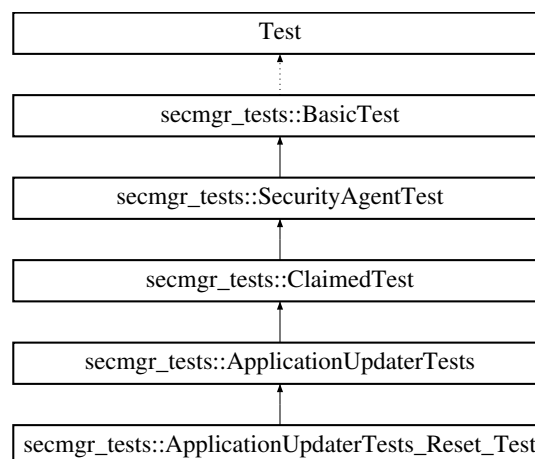 Test
secmgr_tests::BasicTest
secmgr_tests::SecurityAgentTest
secmgr_tests::ClaimedTest
secmgr_tests::ApplicationUpdaterTests
secmgr_tests::ApplicationUpdaterTests_Reset_Test